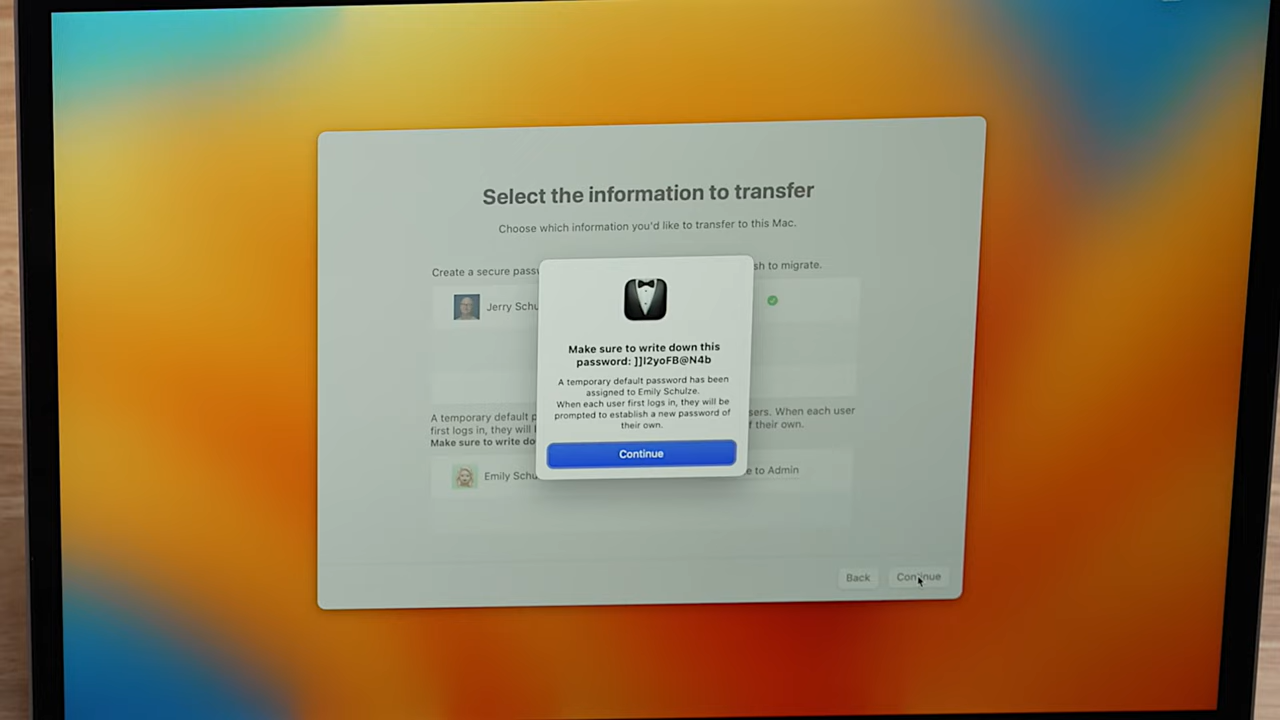 Select the information to transfer
Choose which information you'd like to transfer to this Mac.
Create a secure
sh to migrate.
Jerry
Make sure to write down this
password: ]]I2yoFB@N4b
A temporary default password has been
assigned to Emily Schulze.
When each user first logs in, they will be
prompted to establish a new password of
their own.
Continue
A temporary default p
sers. When each user
first logs in, they will
f their own.
Make sure to write do
Emily Schu
e to Admin
Back
Continue